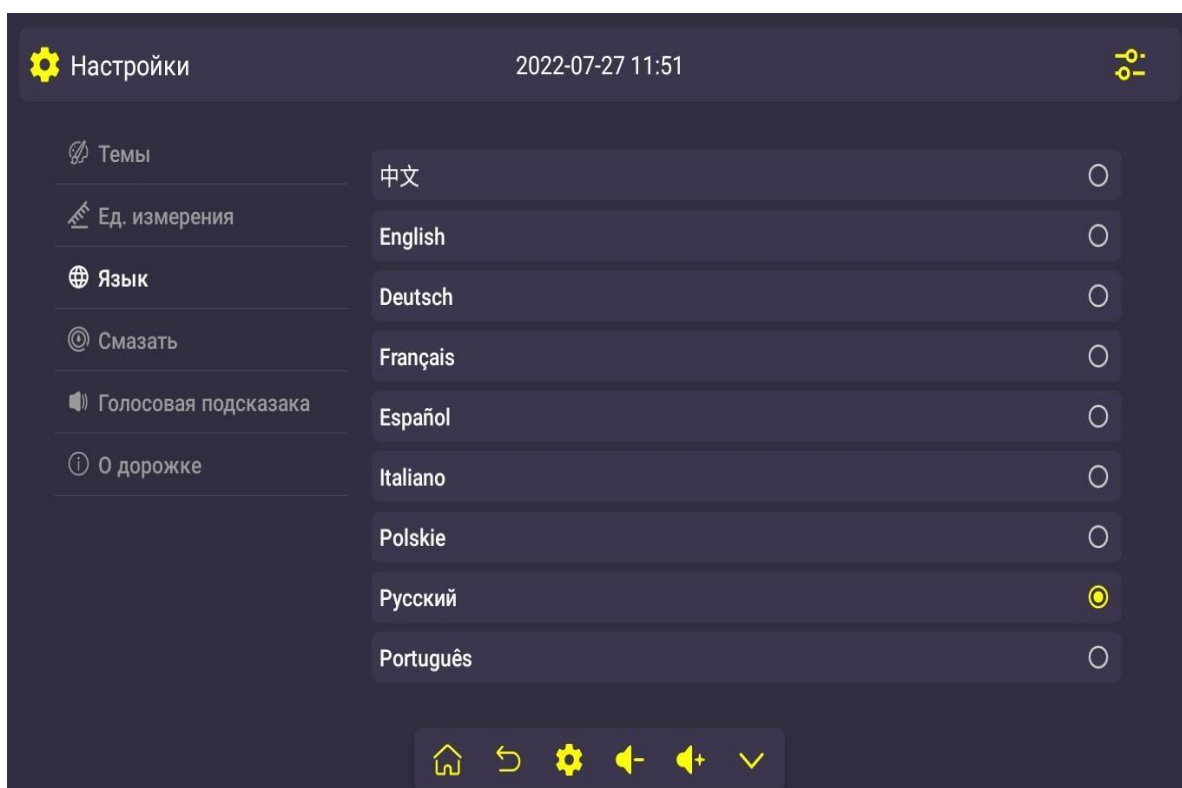 Настройки
2022-07-27 11:51
Темы
Ед. измерения
Язык
Смазать
Голосовая подсказака
О дорожке
中文
English
Deutsch
Français
Español
Italiano
Polskie
Русский
Português